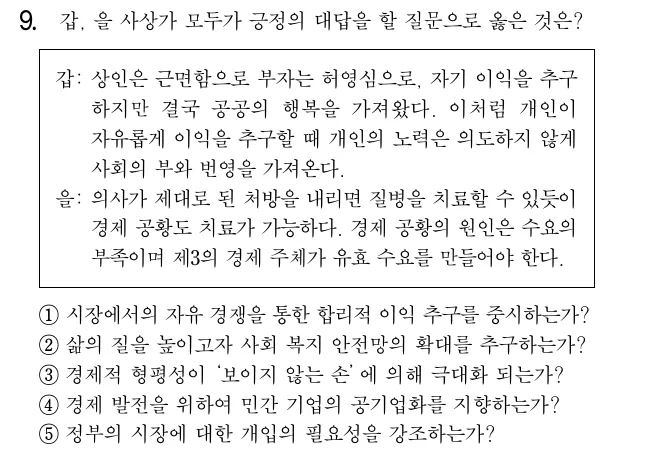 9. 갑, 을 사상가 모두가 긍정의 대답을 할 질문으로 옳은 것은?
갑: 상인은 근면함으로 부자는 허영심으로, 자기 이익을 추구
하지만 결국 공공의 행복을 가져왔다. 이처럼 개인이
자유롭게 이익을 추구할 때 개인의 노력은 의도하지 않게
사회의 부와 번영을 가져온다.
을: 의사가 제대로 된 처방을 내리면 질병을 치료할 수 있듯이
경제 공황도 치료가 가능하다. 경제 공황의 원인은 수요의
부족이며 제3의 경제 주체가 유효 수요를 만들어야 한다.
① 시장에서의 자유 경쟁을 통한 합리적 이익 추구를 중시하는가?
② 삶의 질을 높이고자 사회 복지 안전망의 확대를 추구하는가?
③ 경제적 형평성이 ‘보이지 않는 손’에 의해 극대화 되는가?
④ 경제 발전을 위하여 민간 기업의 공기업화를 지향하는가?
⑤ 정부의 시장에 대한 개입의 필요성을 강조하는가?